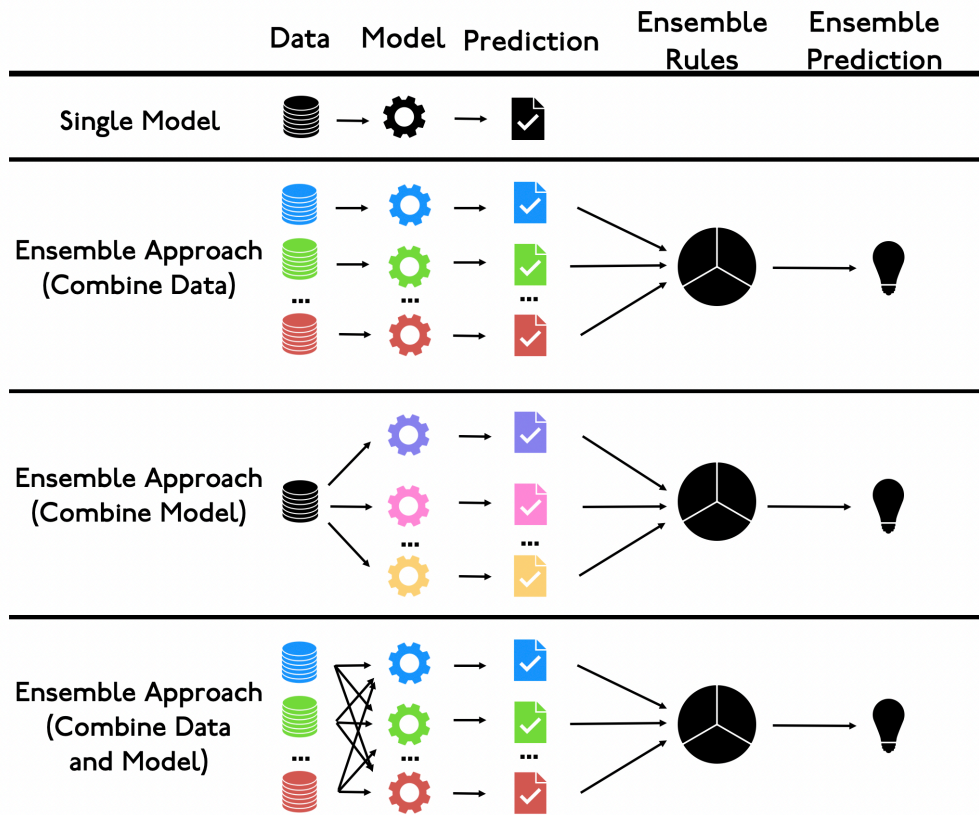 Data Model Prediction Ensemble Rules Ensemble Prediction
Single Model
Ensemble Approach
(Combine Data)
...
...
...
Ensemble Approach
(Combine Model)
...
...
Ensemble Approach
(Combine Data
and Model)
...
...
...